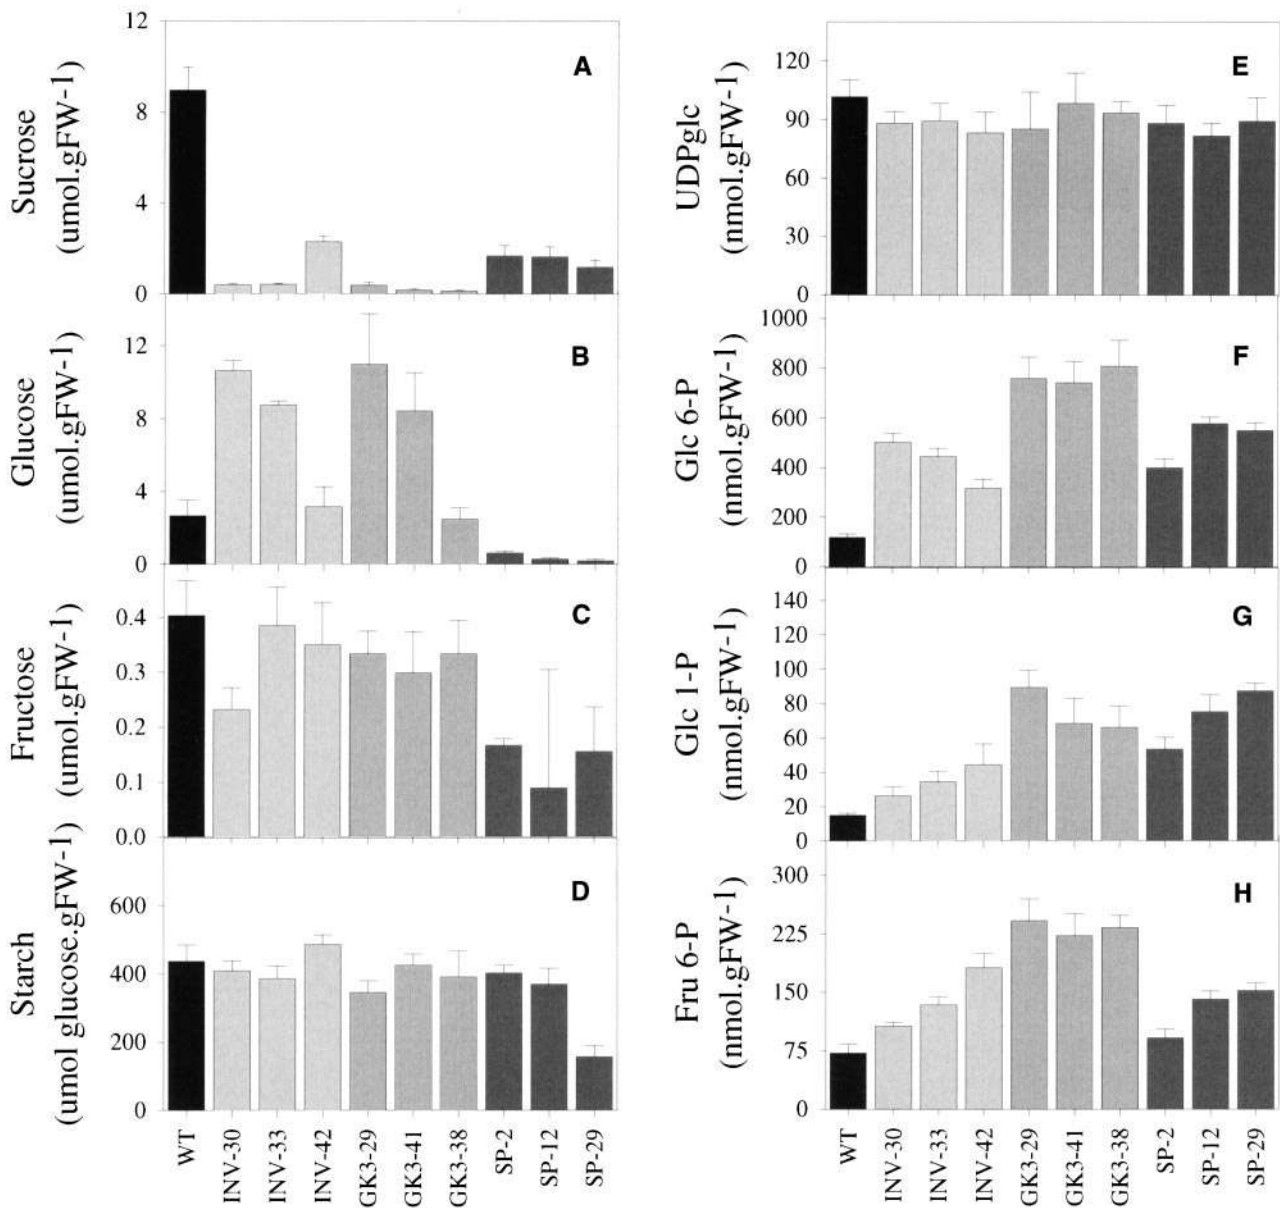 Sucrose
(umol.gFW-1)
12
8
4
0
A
Glucose
(umol.gFW-1)
12
8
4
0
B
Fructose
(umol.gFW-1)
0.4
0.3
0.2
0.1
0.0
C
Starch
(umol glucose.gFW-1)
600
400
200
0
D
WT
INV-30
INV-33
INV-42
GK3-29
GK3-41
GK3-38
SP-2
SP-12
SP-29
UDPglc
(nmol.gFW-1)
120
90
60
30
0
E
Glc 6-P
(nmol.gFW-1)
1000
800
600
400
200
0
F
Glc 1-P
(nmol.gFW-1)
140
120
100
80
60
40
20
0
G
Fru 6-P
(nmol.gFW-1)
300
225
150
75
0
H
WT
INV-30
INV-33
INV-42
GK3-29
GK3-41
GK3-38
SP-2
SP-12
SP-29